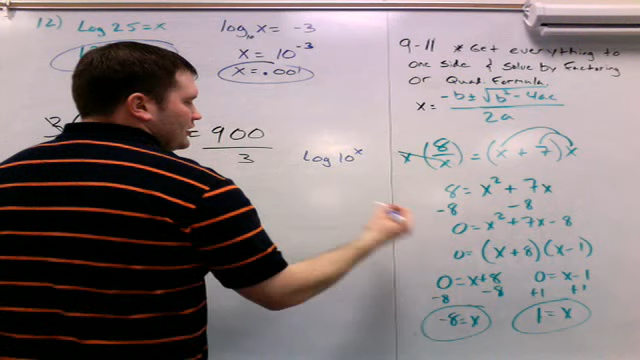 12) Log 25 = x
log₁₀ x = -3
x = 10⁻³
x = .001
= 900
3
Log 10ˣ
9-11 * Get everything to
one side & solve by Factoring
or Quad. Formula.
x = -b ± √b² - 4ac
2a
x (8/x) = (x + 7) x
8 = x² + 7x
-8 -8
0 = x² + 7x - 8
0 = (x + 8)(x - 1)
0 = x + 8 0 = x - 1
-8 -8 +1 +1
-8 = x 1 = x